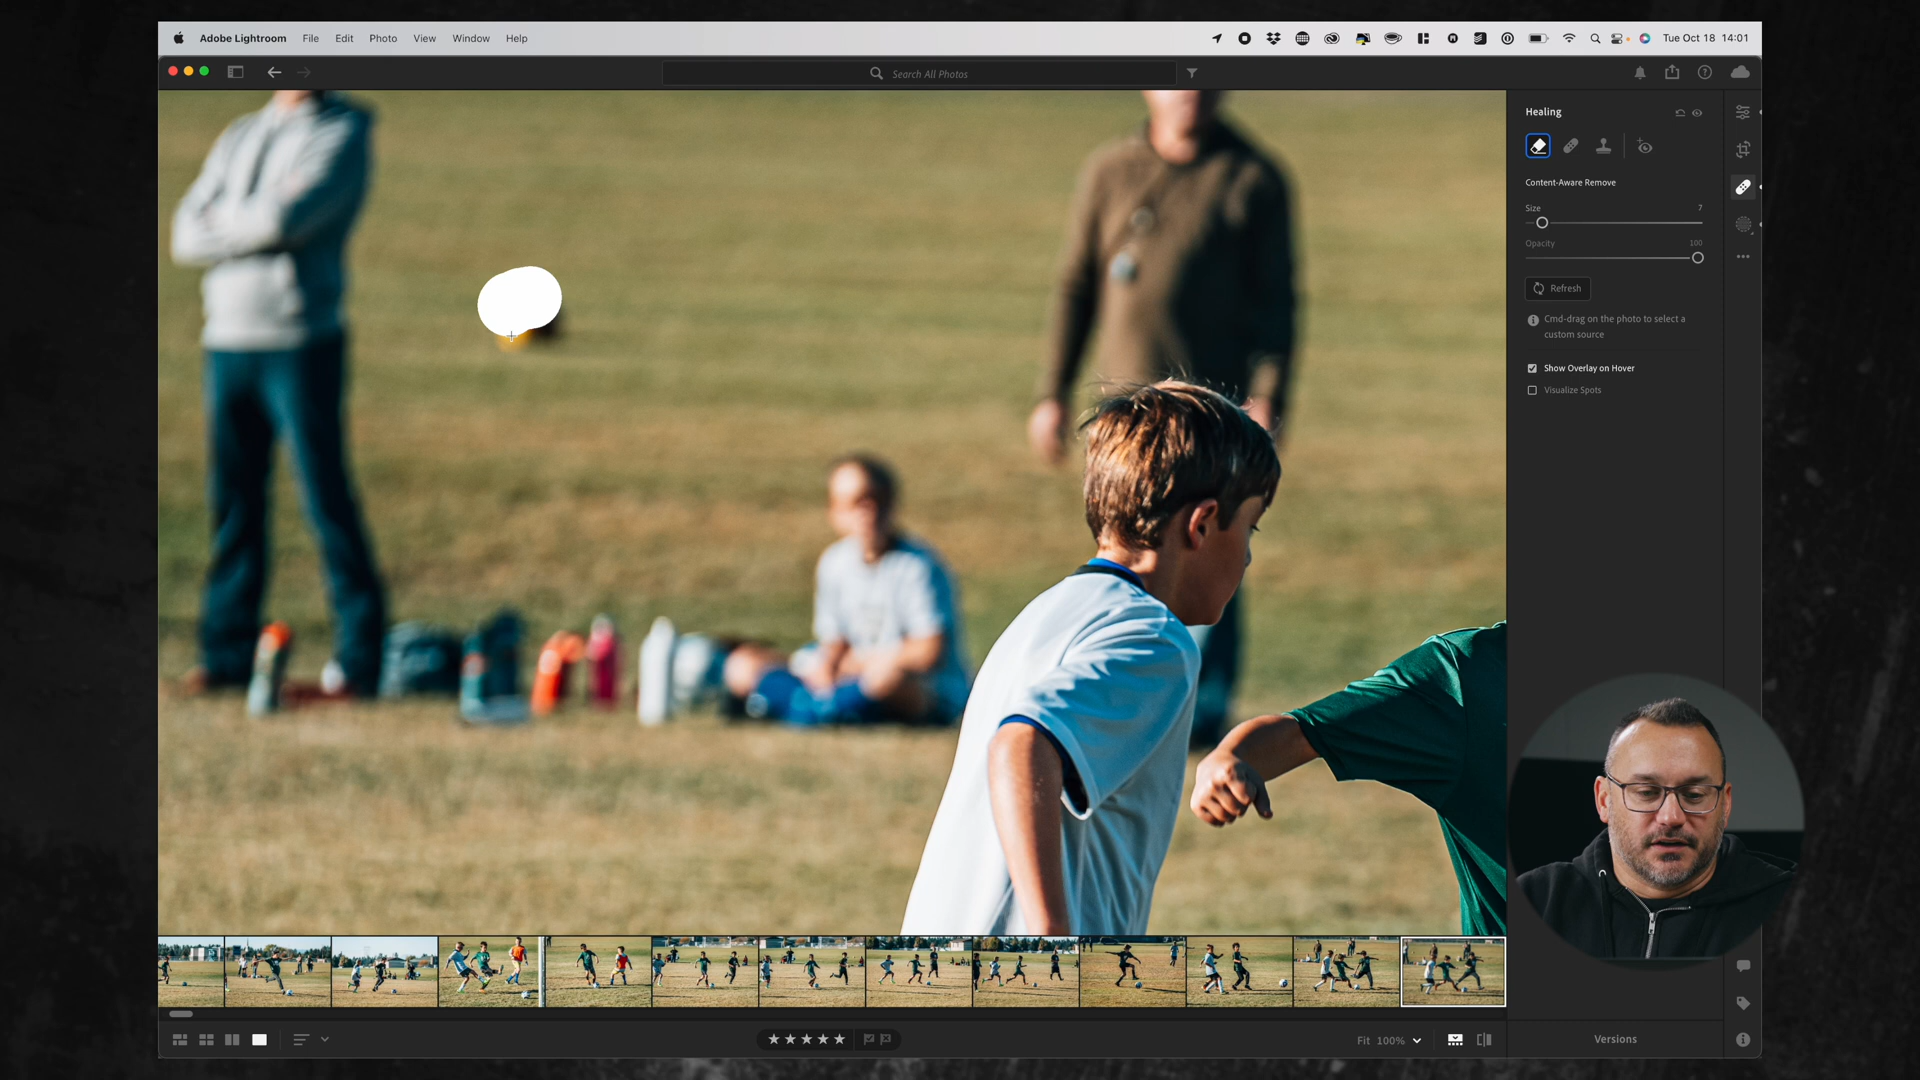 Adobe Lightroom File Edit Photo View Window Help Tue Oct 18 14:01
Search All Photos
Healing
Content-Aware Remove
Size 7
Opacity 100
Refresh
Cmd-drag on the photo to select a
custom source
Show Overlay on Hover
Visualize Spots
Fit 100%
Versions